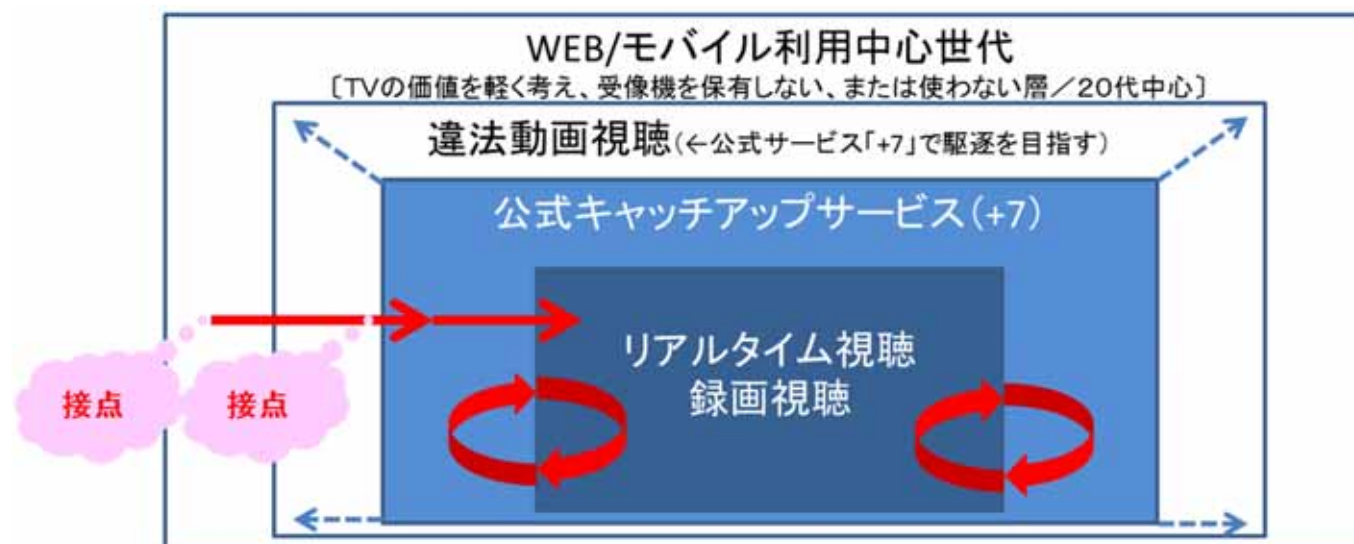 WEB/モバイル利用中心世代
〔TVの価値を軽く考え、受像機を保有しない、または使わない層／20代中心〕
違法動画視聴(←公式サービス「+7」で駆逐を目指す)
公式キャッチアップサービス(+7)
リアルタイム視聴
録画視聴
接点
接点